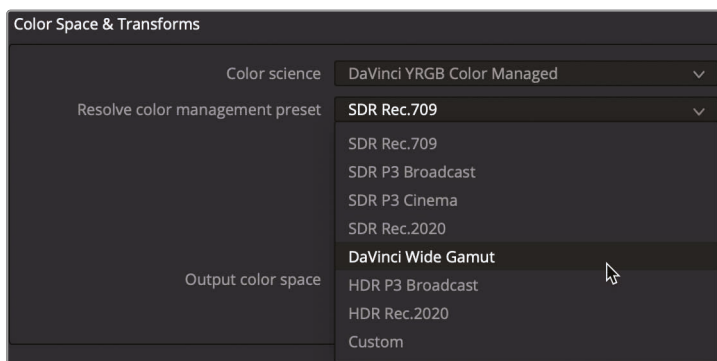 Color Space & Transforms
Color science DaVinci YRGB Color Managed
Resolve color management preset SDR Rec.709
SDR Rec.709
SDR P3 Broadcast
SDR P3 Cinema
SDR Rec.2020
DaVinci Wide Gamut
Output color space
HDR P3 Broadcast
HDR Rec.2020
Custom